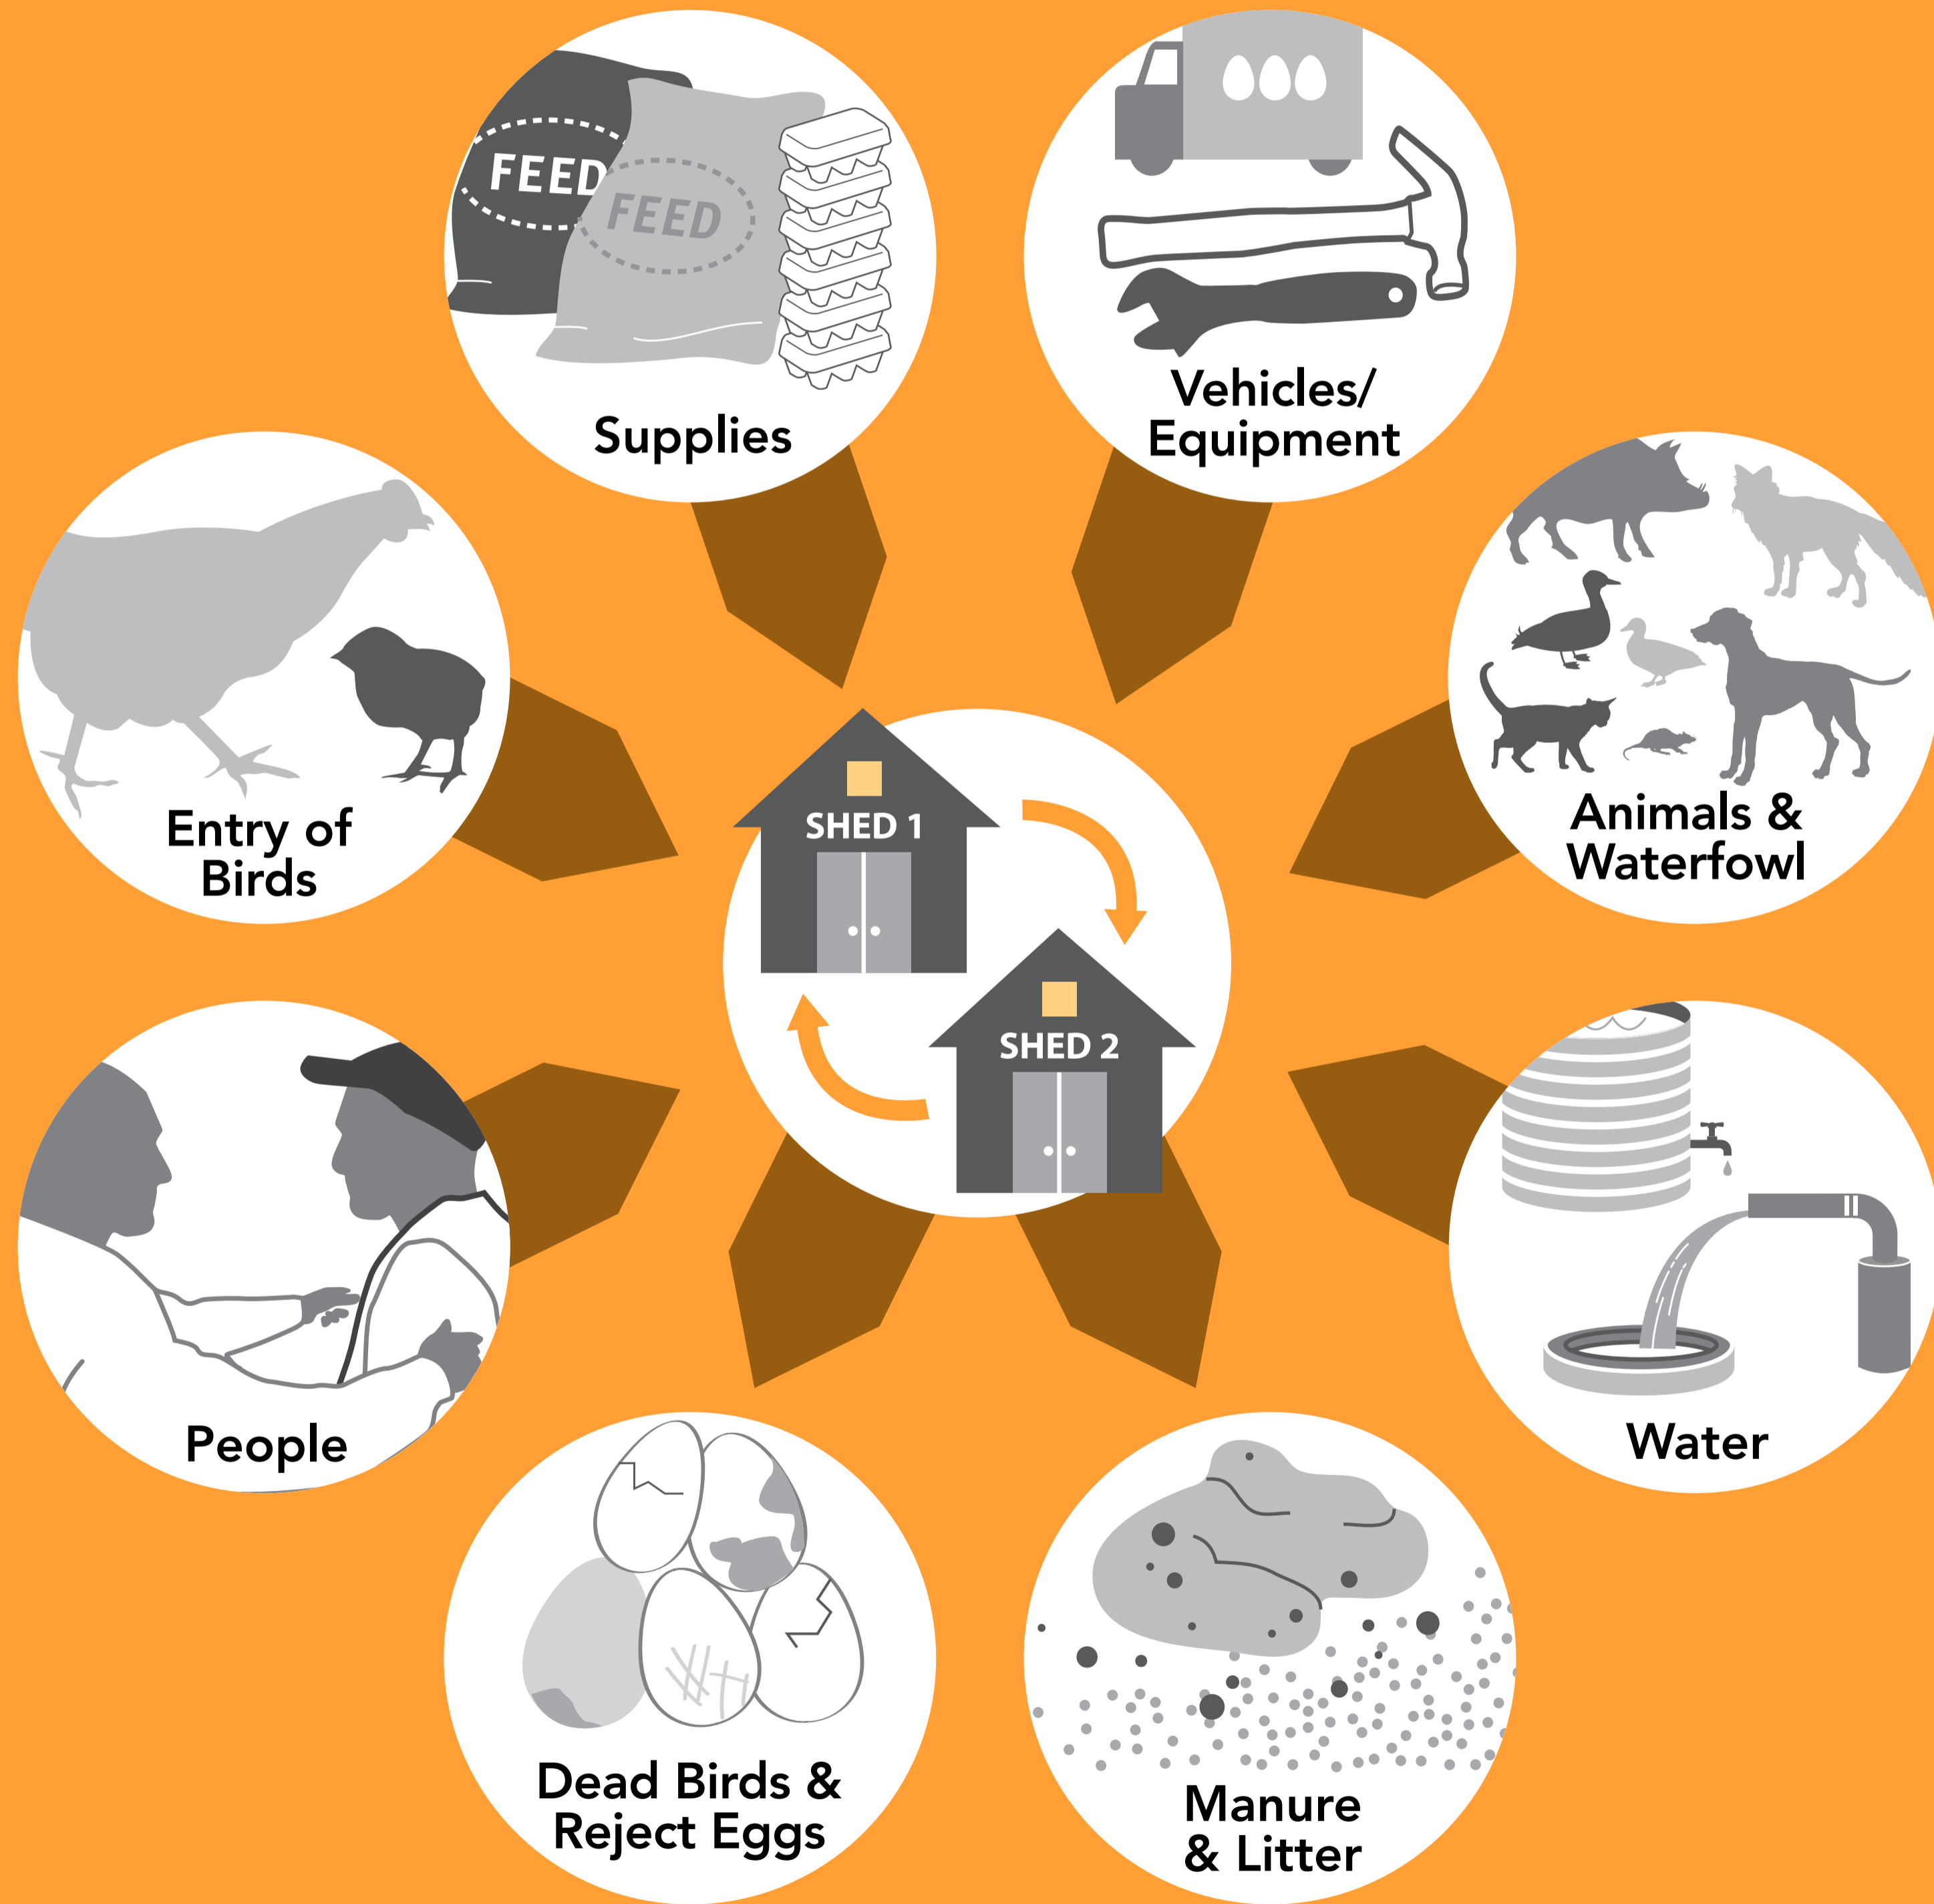 FEED
FEED
Supplies
Vehicles/
Equipment
Entry of
Birds
Animals &
Waterfowl
SHED 1
SHED 2
People
Water
Dead Birds &
Reject Eggs
Manure
& Litter